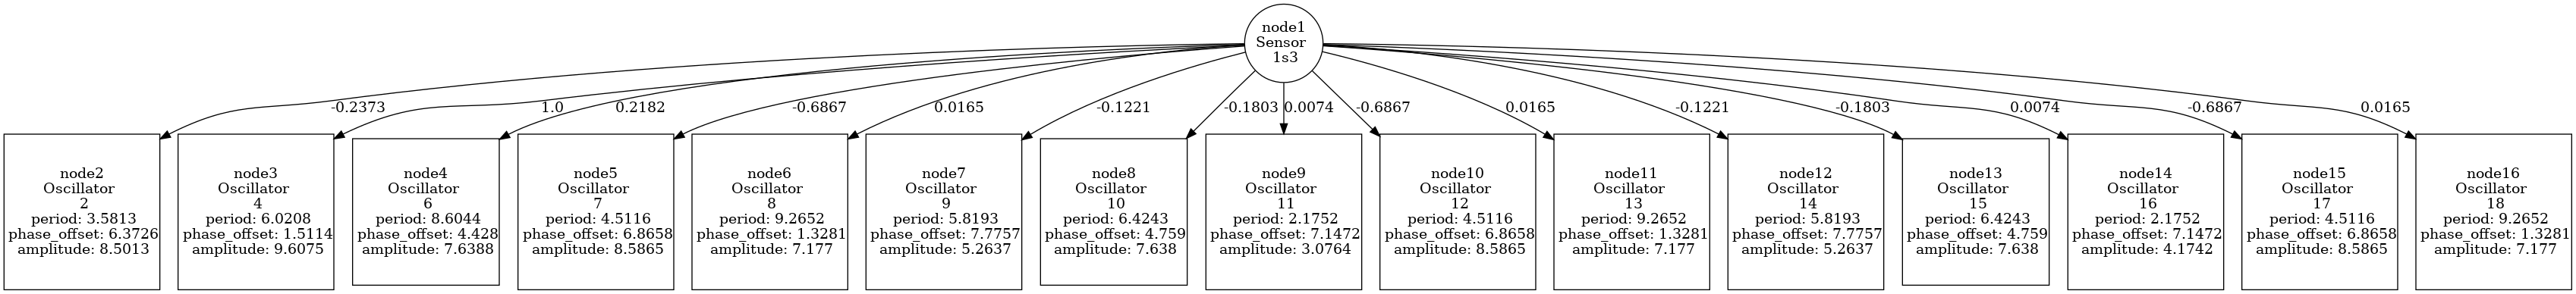 node1
Sensor
1s3
-0.2373
1.0
0.2182
-0.6867
0.0165
-0.1221
-0.1803
0.0074
-0.6867
0.0165
-0.1221
-0.1803
0.0074
-0.6867
0.0165
node2
Oscillator
2
period: 3.5813
phase_offset: 6.3726
amplitude: 8.5013
node3
Oscillator
4
period: 6.0208
phase_offset: 1.5114
amplitude: 9.6075
node4
Oscillator
6
period: 8.6044
phase_offset: 4.428
amplitude: 7.6388
node5
Oscillator
7
period: 4.5116
phase_offset: 6.8658
amplitude: 8.5865
node6
Oscillator
8
period: 9.2652
phase_offset: 1.3281
amplitude: 7.177
node7
Oscillator
9
period: 5.8193
phase_offset: 7.7757
amplitude: 5.2637
node8
Oscillator
10
period: 6.4243
phase_offset: 4.759
amplitude: 7.638
node9
Oscillator
11
period: 2.1752
phase_offset: 7.1472
amplitude: 3.0764
node10
Oscillator
12
period: 4.5116
phase_offset: 6.8658
amplitude: 8.5865
node11
Oscillator
13
period: 9.2652
phase_offset: 1.3281
amplitude: 7.177
node12
Oscillator
14
period: 5.8193
phase_offset: 7.7757
amplitude: 5.2637
node13
Oscillator
15
period: 6.4243
phase_offset: 4.759
amplitude: 7.638
node14
Oscillator
16
period: 2.1752
phase_offset: 7.1472
amplitude: 4.1742
node15
Oscillator
17
period: 4.5116
phase_offset: 6.8658
amplitude: 8.5865
node16
Oscillator
18
period: 9.2652
phase_offset: 1.3281
amplitude: 7.177